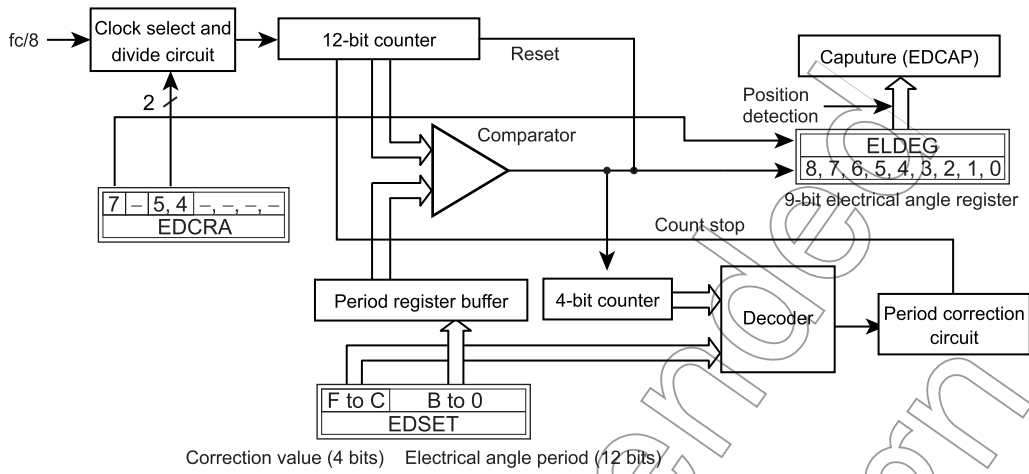 Clock select and
divide circuit
fc/8
12-bit counter
Reset
Caputure (EDCAP)
2
Position
detection
Comparator
ELDEG
8, 7, 6, 5, 4, 3, 2, 1, 0
9-bit electrical angle register
7 – 5, 4 –, –, –, –
EDCRA
Count stop
Period register buffer
4-bit counter
Decoder
Period correction
circuit
F to C B to 0
EDSET
Correction value (4 bits) Electrical angle period (12 bits)